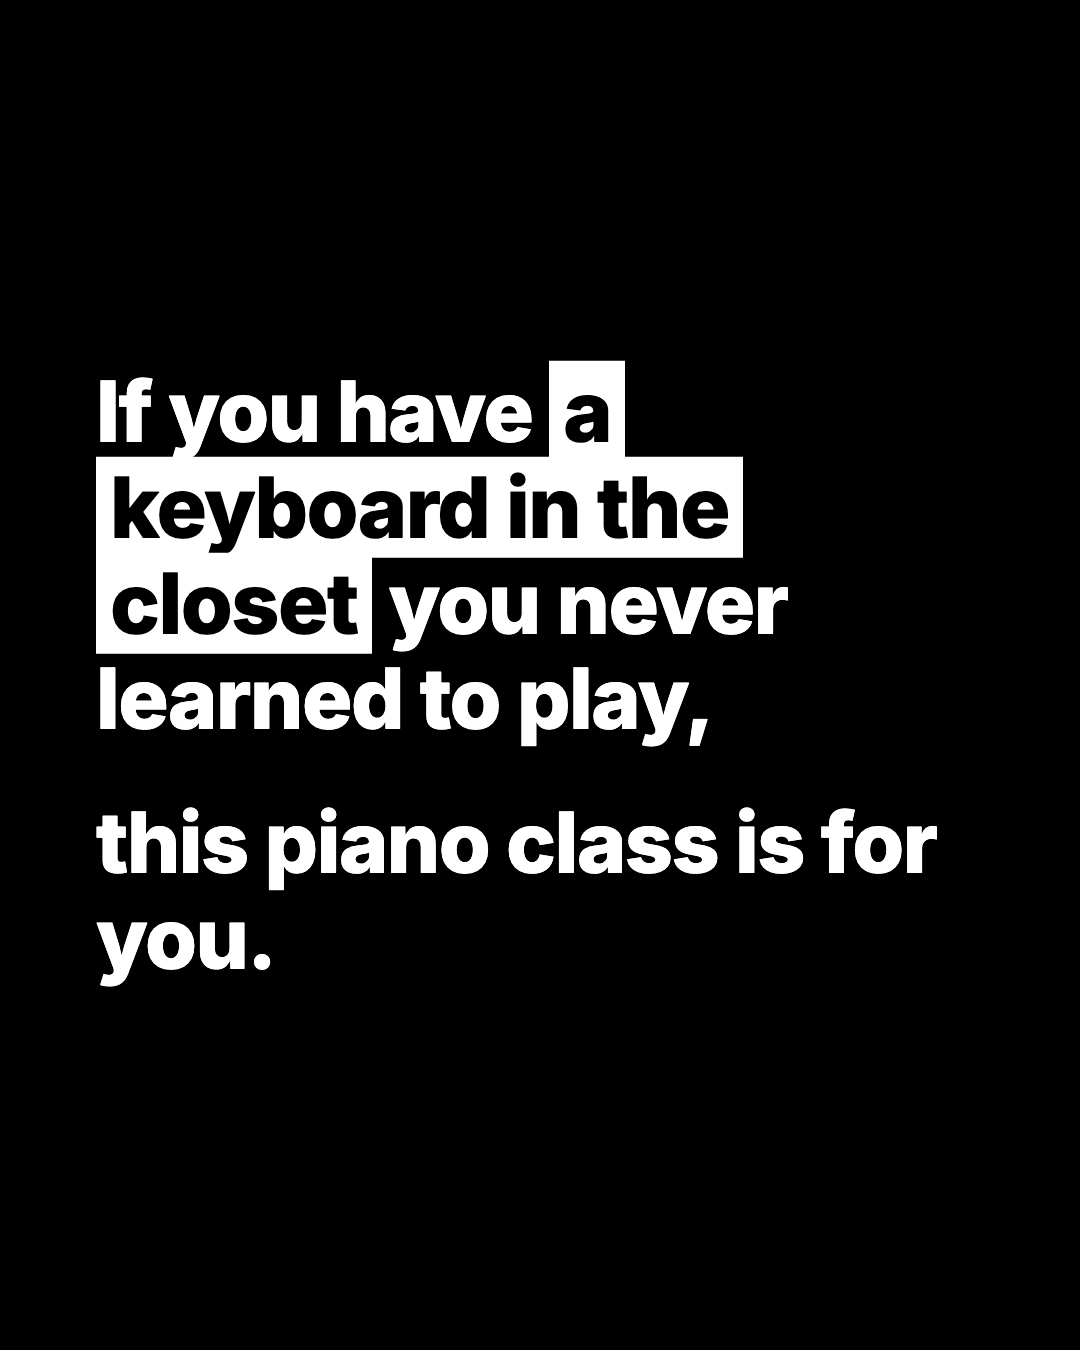 If you have a
keyboard in the
closet you never
learned to play,
this piano class is for
you.